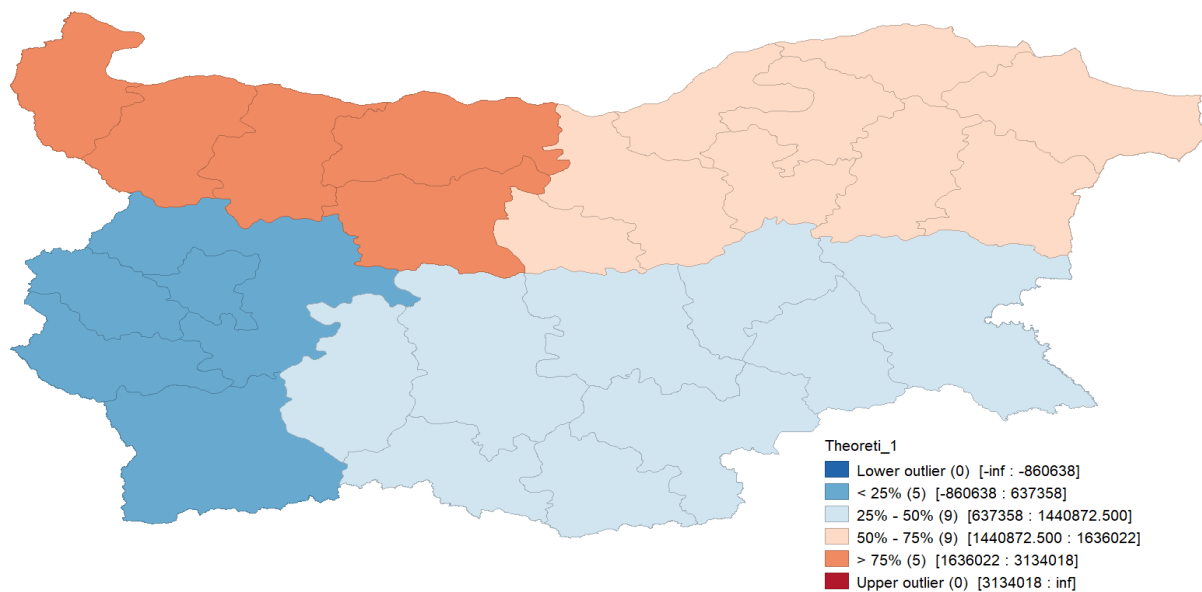 Theoreti_1
Lower outlier (0) [-inf : -860638]
< 25% (5) [-860638 : 637358]
25% - 50% (9) [637358 : 1440872.500]
50% - 75% (9) [1440872.500 : 1636022]
> 75% (5) [1636022 : 3134018]
Upper outlier (0) [3134018 : inf]